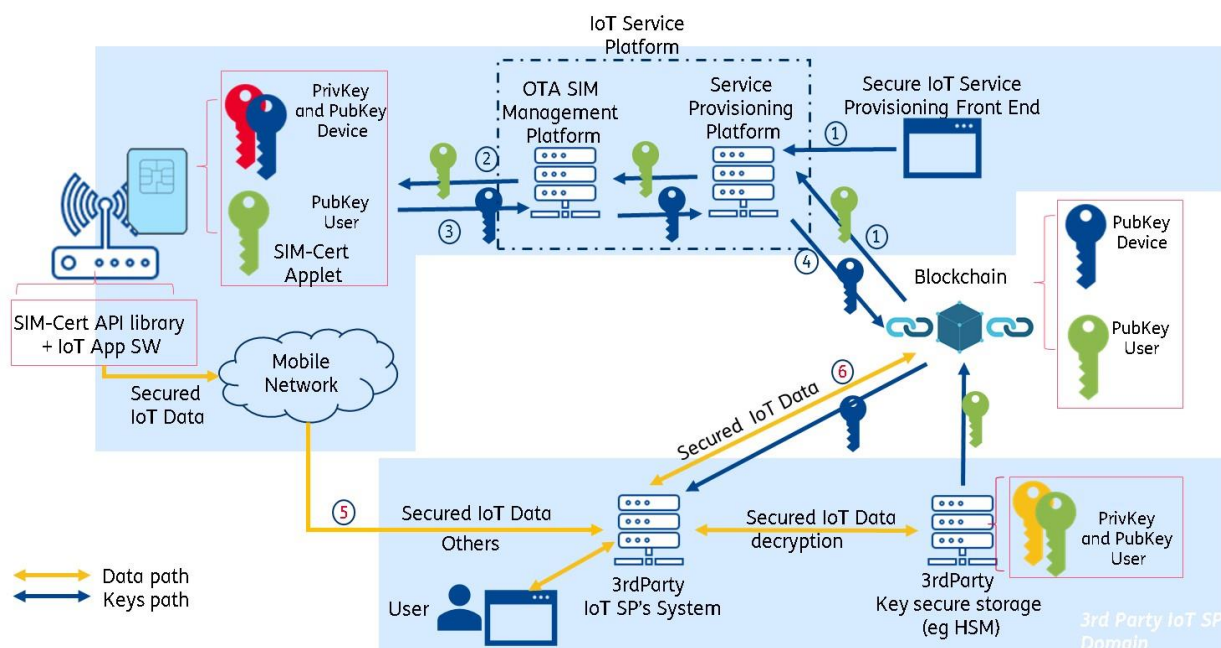 IoT Service
Platform
PrivKey
and PubKey
Device
PubKey
User
SIM-Cert
Applet
OTA SIM
Management
Platform
Service
Provisioning
Platform
Secure IoT Service
Provisioning Front End
1
2
3
4
1
Blockchain
PubKey
Device
PubKey
User
SIM-Cert API library
+ IoT App SW
Secured
IoT Data
Mobile
Network
6
Secured IoT Data
5
Secured IoT Data
Others
Secured IoT Data
decryption
PrivKey
and PubKey
User
Data path
Keys path
User
3rdParty
IoT SP's System
3rdParty
Key secure storage
(eg HSM)
3rd Party IoT SP
Domain